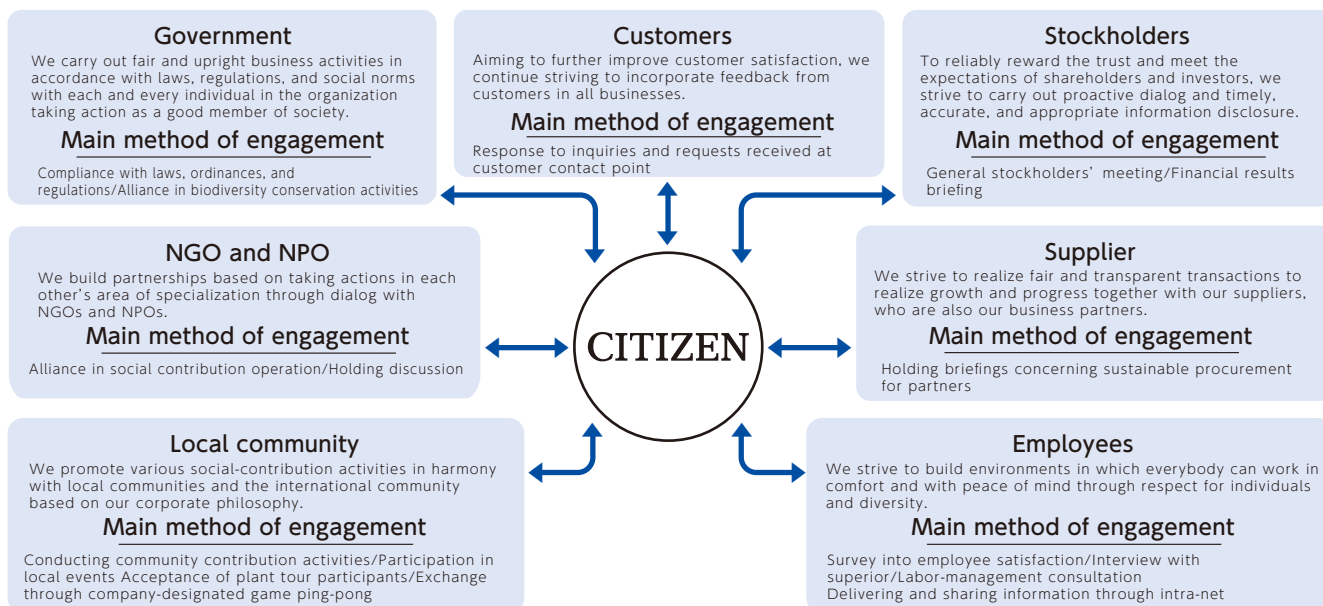 Government
We carry out fair and upright business activities in
accordance with laws, regulations, and social norms
with each and every individual in the organization
taking action as a good member of society.
Main method of engagement
Compliance with laws, ordinances, and
regulations/Alliance in biodiversity conservation activities
Customers
Aiming to further improve customer satisfaction, we
continue striving to incorporate feedback from
customers in all businesses.
Main method of engagement
Response to inquiries and requests received at
customer contact point
Stockholders
To reliably reward the trust and meet the
expectations of shareholders and investors, we
strive to carry out proactive dialog and timely,
accurate, and appropriate information disclosure.
Main method of engagement
General stockholders' meeting/Financial results
briefing
NGO and NPO
We build partnerships based on taking actions in each
other's area of specialization through dialog with
NGOs and NPOs.
Main method of engagement
Alliance in social contribution operation/Holding discussion
CITIZEN
Supplier
We strive to realize fair and transparent transactions to
realize growth and progress together with our suppliers,
who are also our business partners.
Main method of engagement
Holding briefings concerning sustainable procurement
for partners
Local community
We promote various social-contribution activities in harmony
with local communities and the international community
based on our corporate philosophy.
Main method of engagement
Conducting community contribution activities/Participation in
local events Acceptance of plant tour participants/Exchange
through company-designated game ping-pong
Employees
We strive to build environments in which everybody can work in
comfort and with peace of mind through respect for individuals
and diversity.
Main method of engagement
Survey into employee satisfaction/Interview with
superior/Labor-management consultation
Delivering and sharing information through intra-net